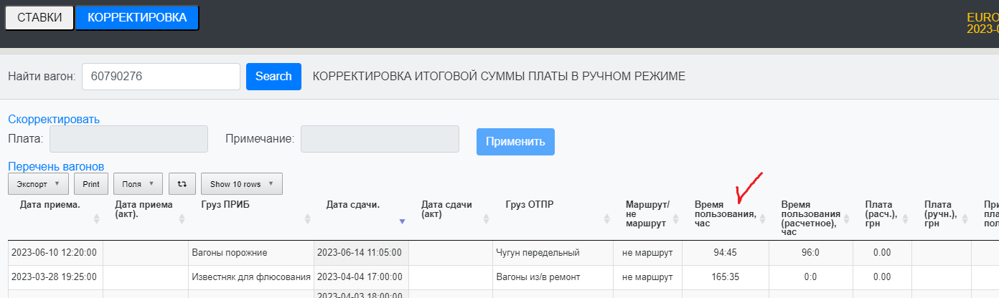 СТАВКИ КОРРЕКТИРОВКА
EURO
2023-0
Найти вагон: 60790276 Search КОРРЕКТИРОВКА ИТОГОВОЙ СУММЫ ПЛАТЫ В РУЧНОМ РЕЖИМЕ
Скорректировать
Плата: Примечание: Применить
Перечень вагонов
Экспорт Print Поля Show 10 rows
Дата приема. Дата приема (акт). Груз ПРИБ Дата сдачи. Дата сдачи (акт) Груз ОТПР Маршрут/ не маршрут Время пользования, час Время пользования (расчетное), час Плата (расч.), грн Плата (ручн.), грн При пла пол
2023-06-10 12:20:00 Вагоны порожние 2023-06-14 11:05:00 Чугун передельный не маршрут 94:45 96:0 0.00
2023-03-28 19:25:00 Известняк для флюсования 2023-04-04 17:00:00 Вагоны из/в ремонт не маршрут 165:35 0:0 0.00
2023-04-03 18:00:00